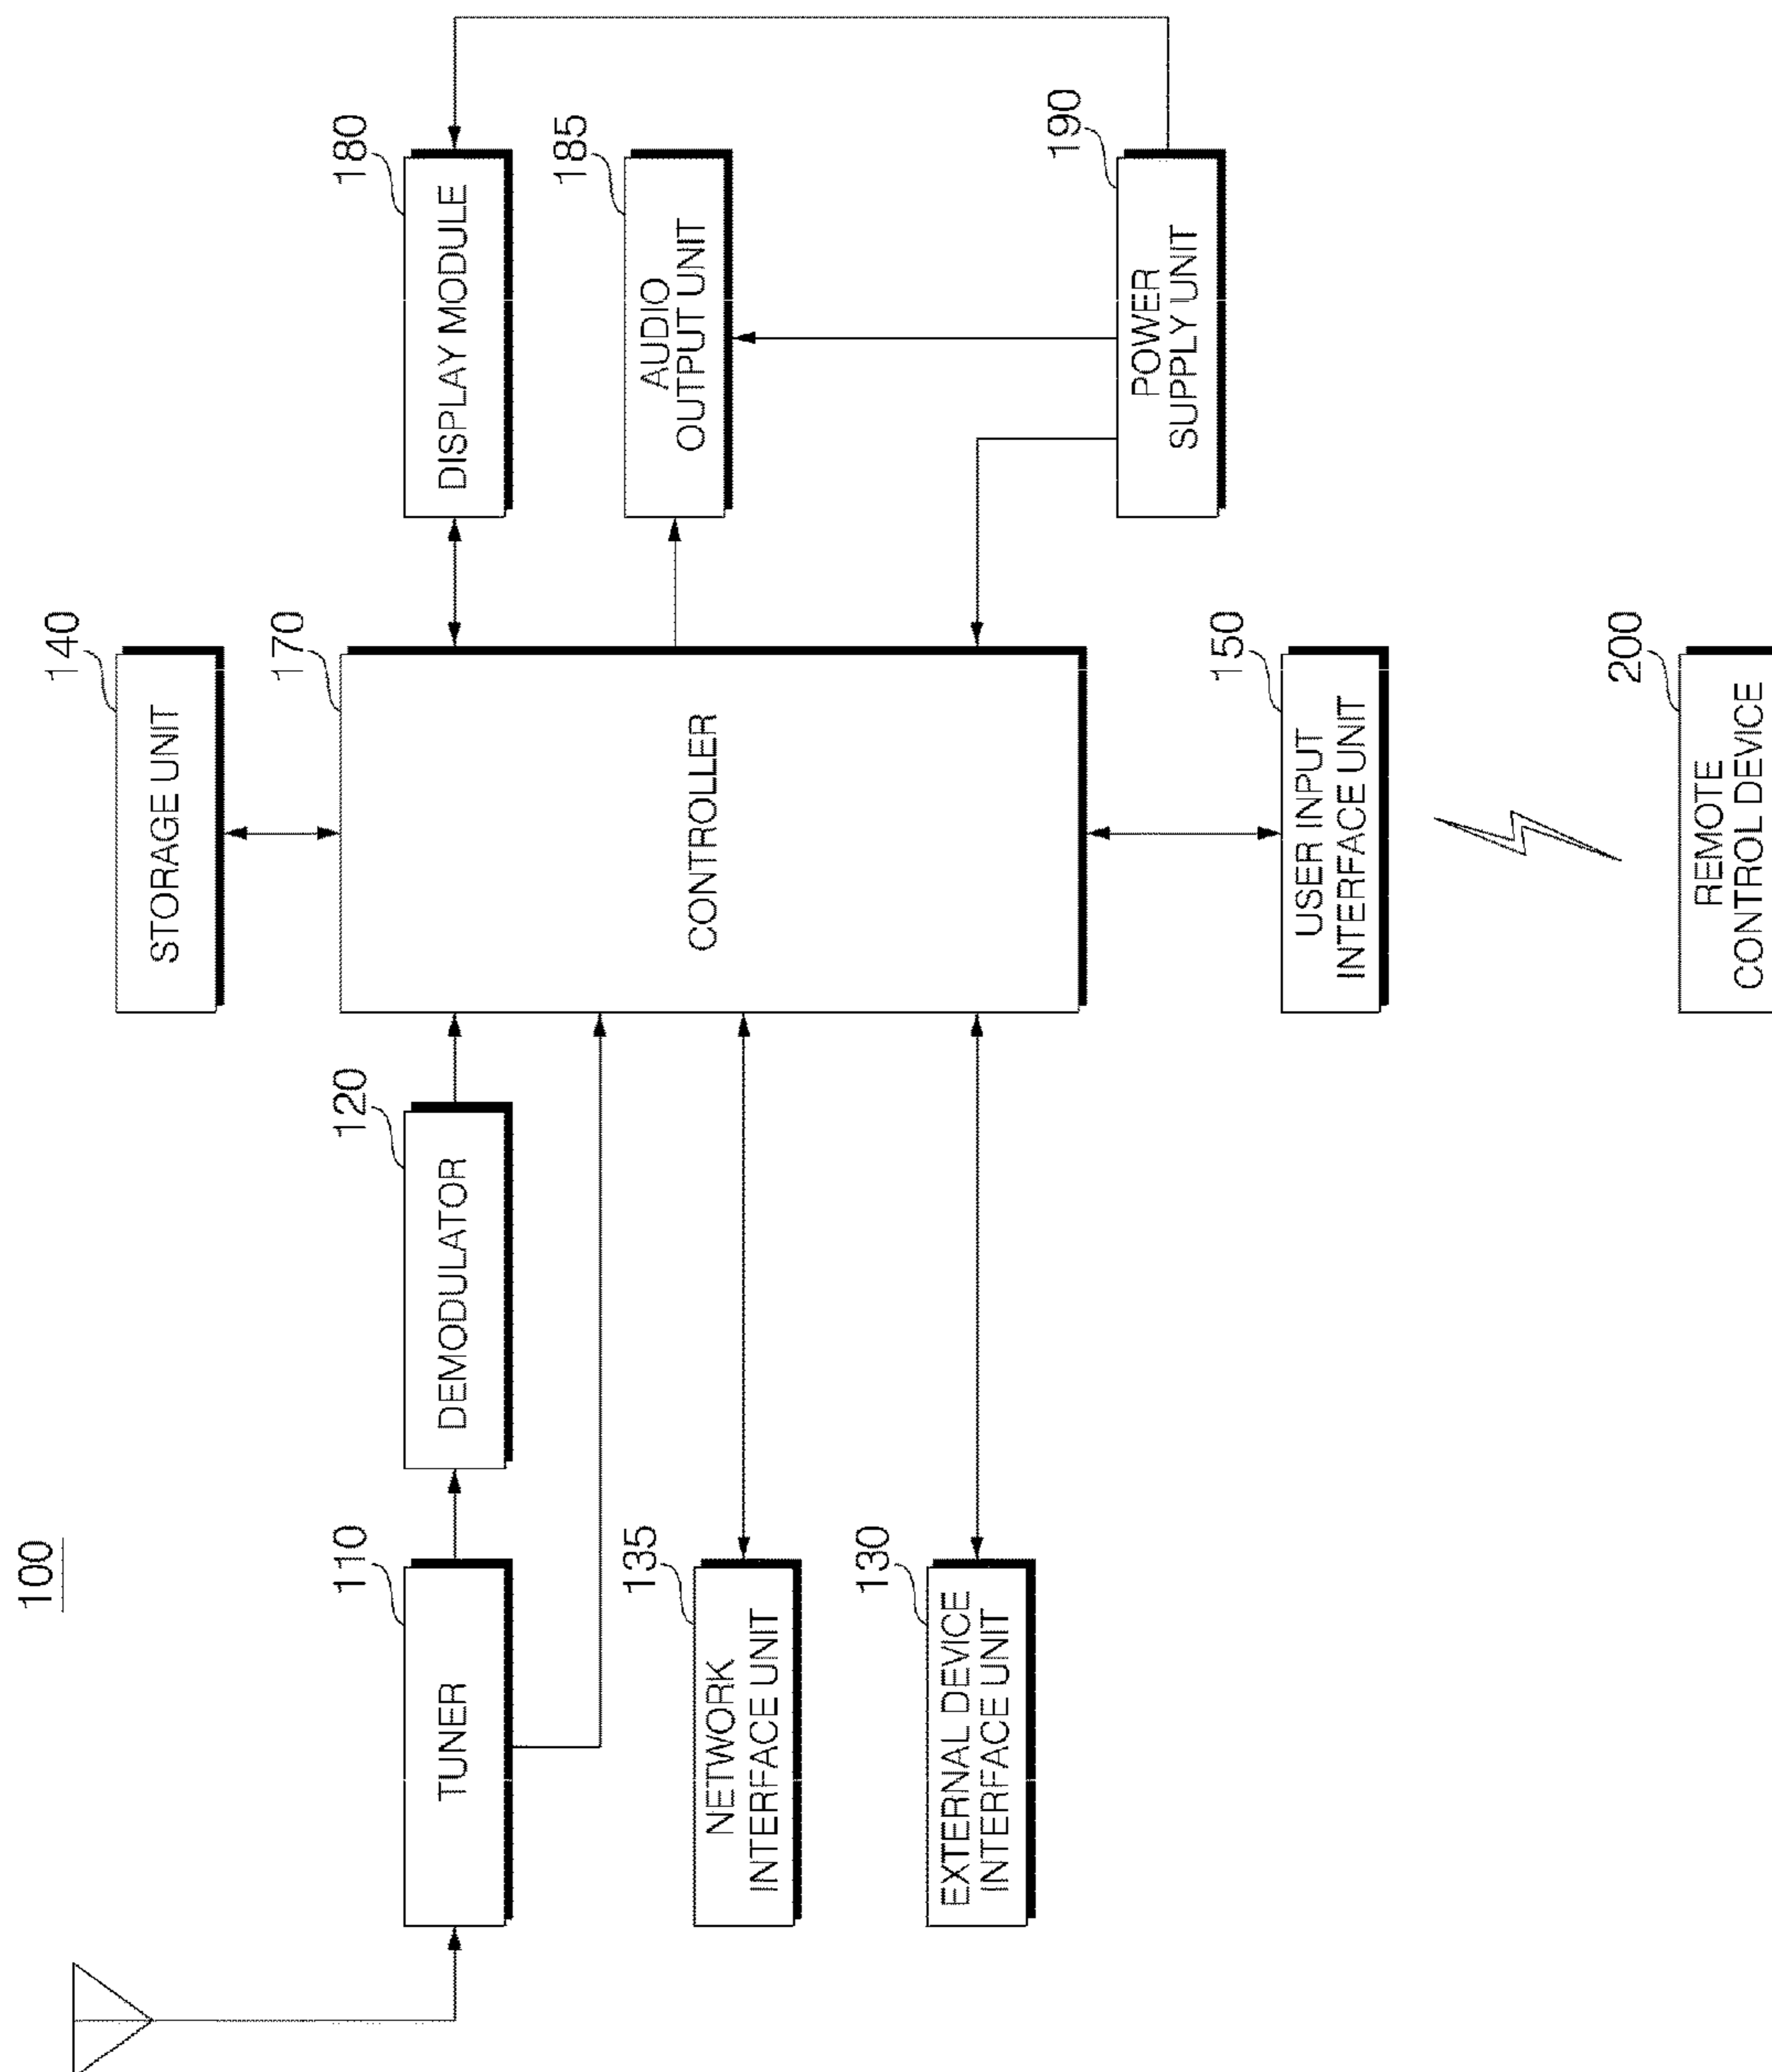 100
140
STORAGE UNIT
110
TUNER
120
DEMODULATOR
170
CONTROLLER
180
DISPLAY MODULE
135
NETWORK
INTERFACE UNIT
185
AUDIO
OUTPUT UNIT
130
EXTERNAL DEVICE
INTERFACE UNIT
190
POWER
SUPPLY UNIT
150
USER INPUT
INTERFACE UNIT
200
REMOTE
CONTROL DEVICE